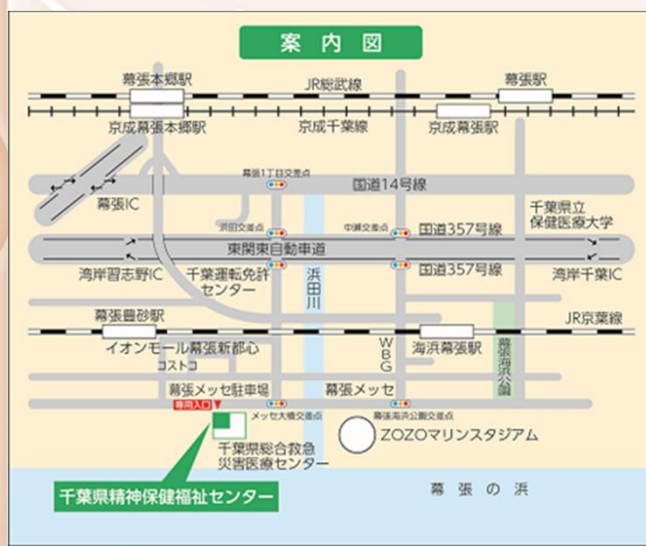 案内図
幕張本郷駅
JR総武線
幕張駅
京成幕張本郷駅
京成千葉線
京成幕張駅
幕張1丁目交差点
国道14号線
幕張IC
千葉県立
保健医療大学
浜田交差点
中瀬交差点
国道357号線
東関東自動車道
湾岸習志野IC
千葉運転免許
センター
浜田川
国道357号線
湾岸千葉IC
幕張豊砂駅
JR京葉線
イオンモール幕張新都心
コストコ
WBG
海浜幕張駅
幕張海浜公園
幕張メッセ駐車場
幕張メッセ
専用入口
メッセ大橋交差点
幕張海浜公園交差点
千葉県総合救急
災害医療センター
ZOZOマリンスタジアム
千葉県精神保健福祉センター
幕張の浜